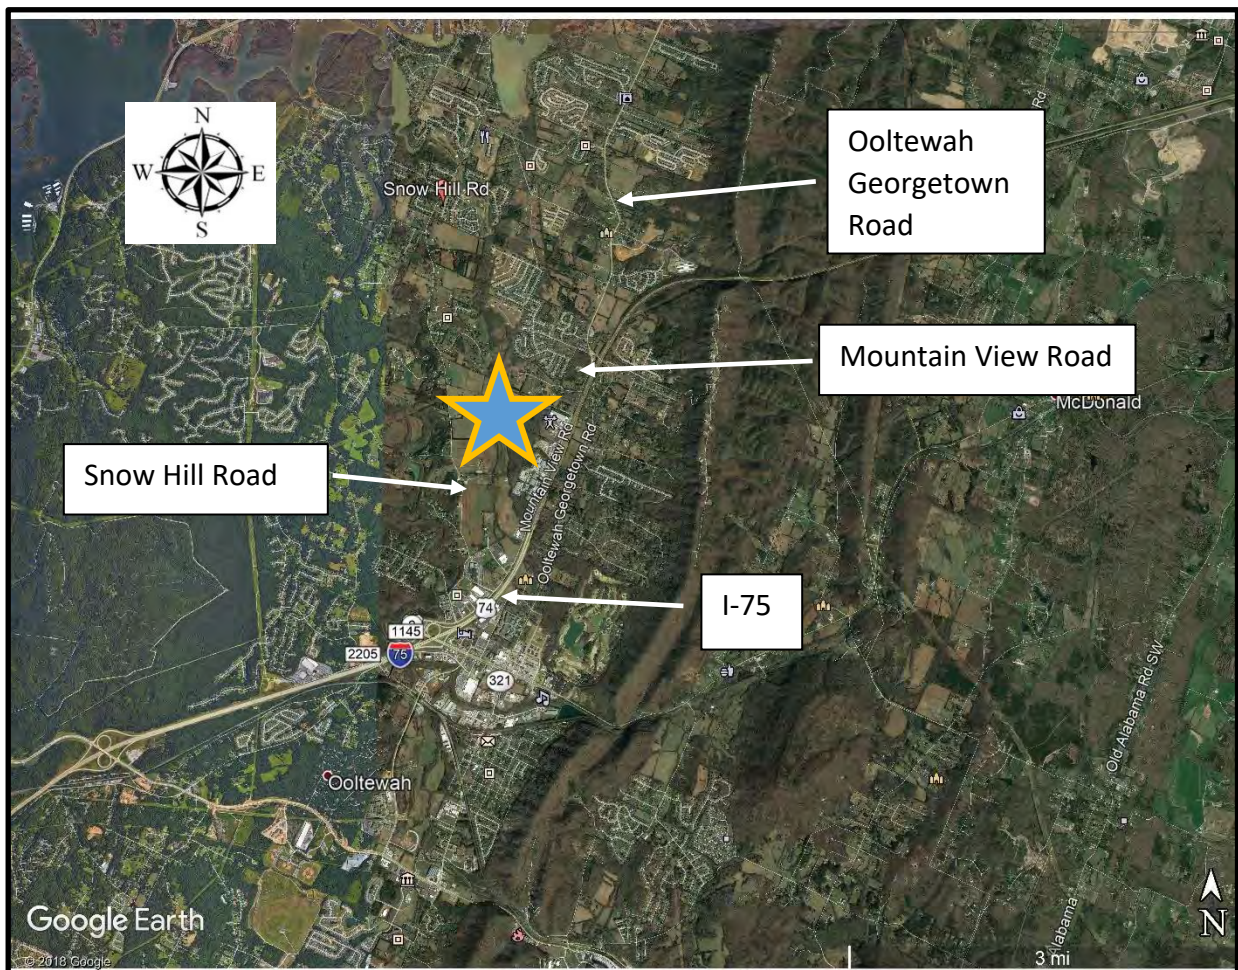 N
W
E
S
Ooltewah
Georgetown
Road
Rd
Snow Hill Rd
Mountain View Road
McDonald
Snow Hill Road
Mountain View Rd
Ooltewah Georgetown Rd
I-75
74
1145
2205
75
321
Old Alabama Rd SW
Ooltewah
Alabama
Google Earth
N
© 2018 Google
3 mi